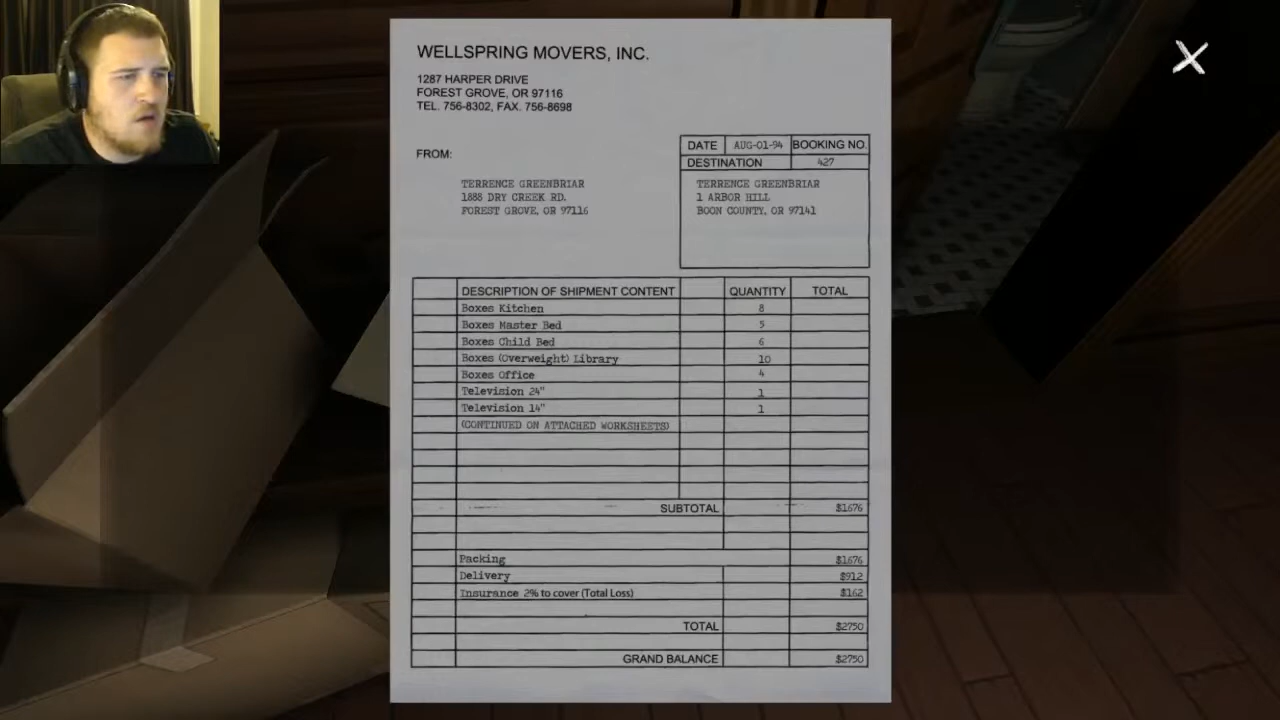 WELLSPRING MOVERS, INC.
1287 HARPER DRIVE
FOREST GROVE, OR 97116
TEL. 756-8302, FAX. 756-8698
DATE AUG-01-94 BOOKING NO.
DESTINATION 427
FROM:
TERRENCE GREENBRIAR
1888 DRY CREEK RD.
FOREST GROVE, OR 97116
TERRENCE GREENBRIAR
1 ARBOR HILL
BOON COUNTY, OR 97141
DESCRIPTION OF SHIPMENT CONTENT QUANTITY TOTAL
Boxes Kitchen 8
Boxes Master Bed 5
Boxes Child Bed 6
Boxes (Overweight) Library 10
Boxes Office 4
Television 24" 1
Television 14" 1
(CONTINUED ON ATTACHED WORKSHEETS)
SUBTOTAL $1676
Packing $1676
Delivery $912
Insurance 2% to cover (Total Loss) $162
TOTAL $2750
GRAND BALANCE $2750